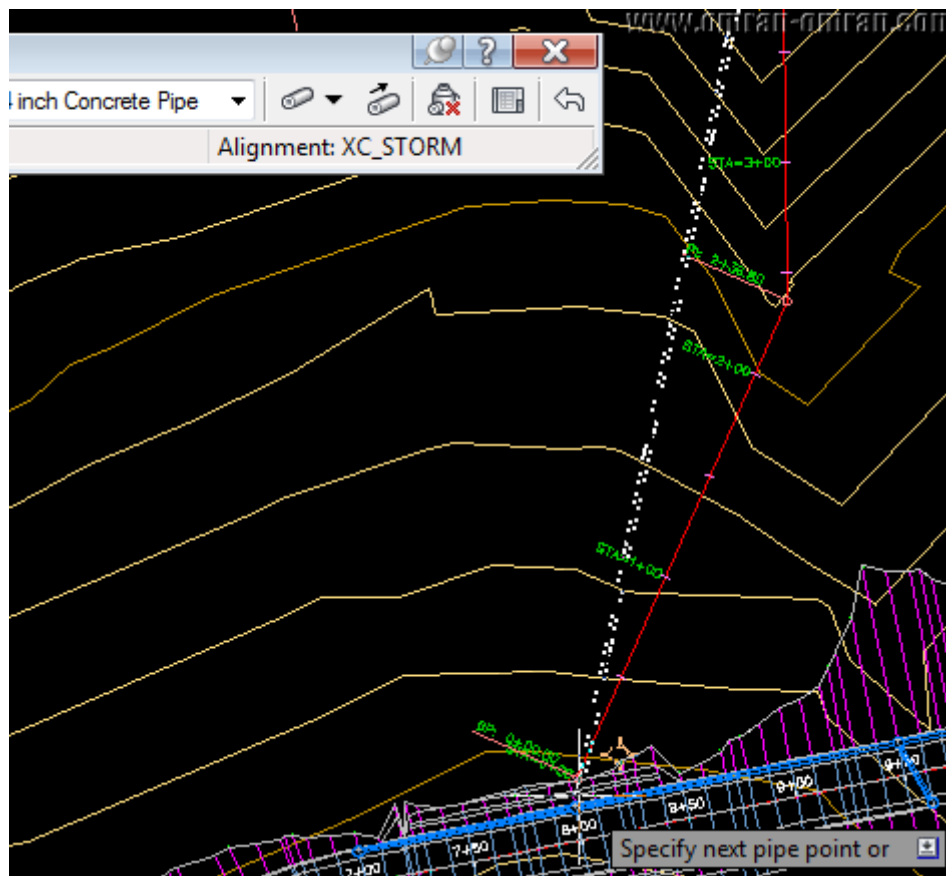 www.omran-omran.com
4 inch Concrete Pipe
Alignment: XC_STORM
STA=3+00
STA=2+00
STA=1+00
7+00
7+50
8+00
8+50
9+00
Specify next pipe point or